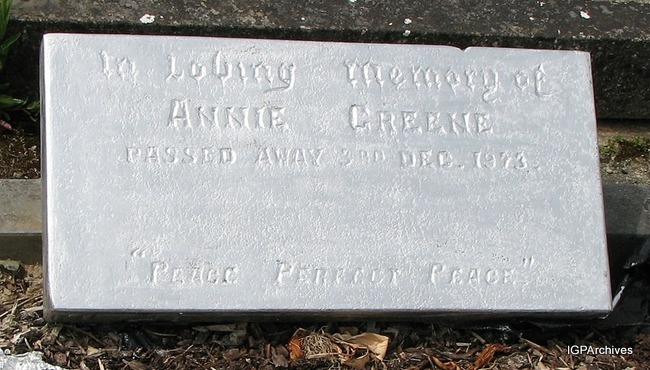 In Loving Memory of
ANNIE GREENE
PASSED AWAY 3RD DEC. 1973.
"PEACE PERFECT PEACE"
IGPArchives